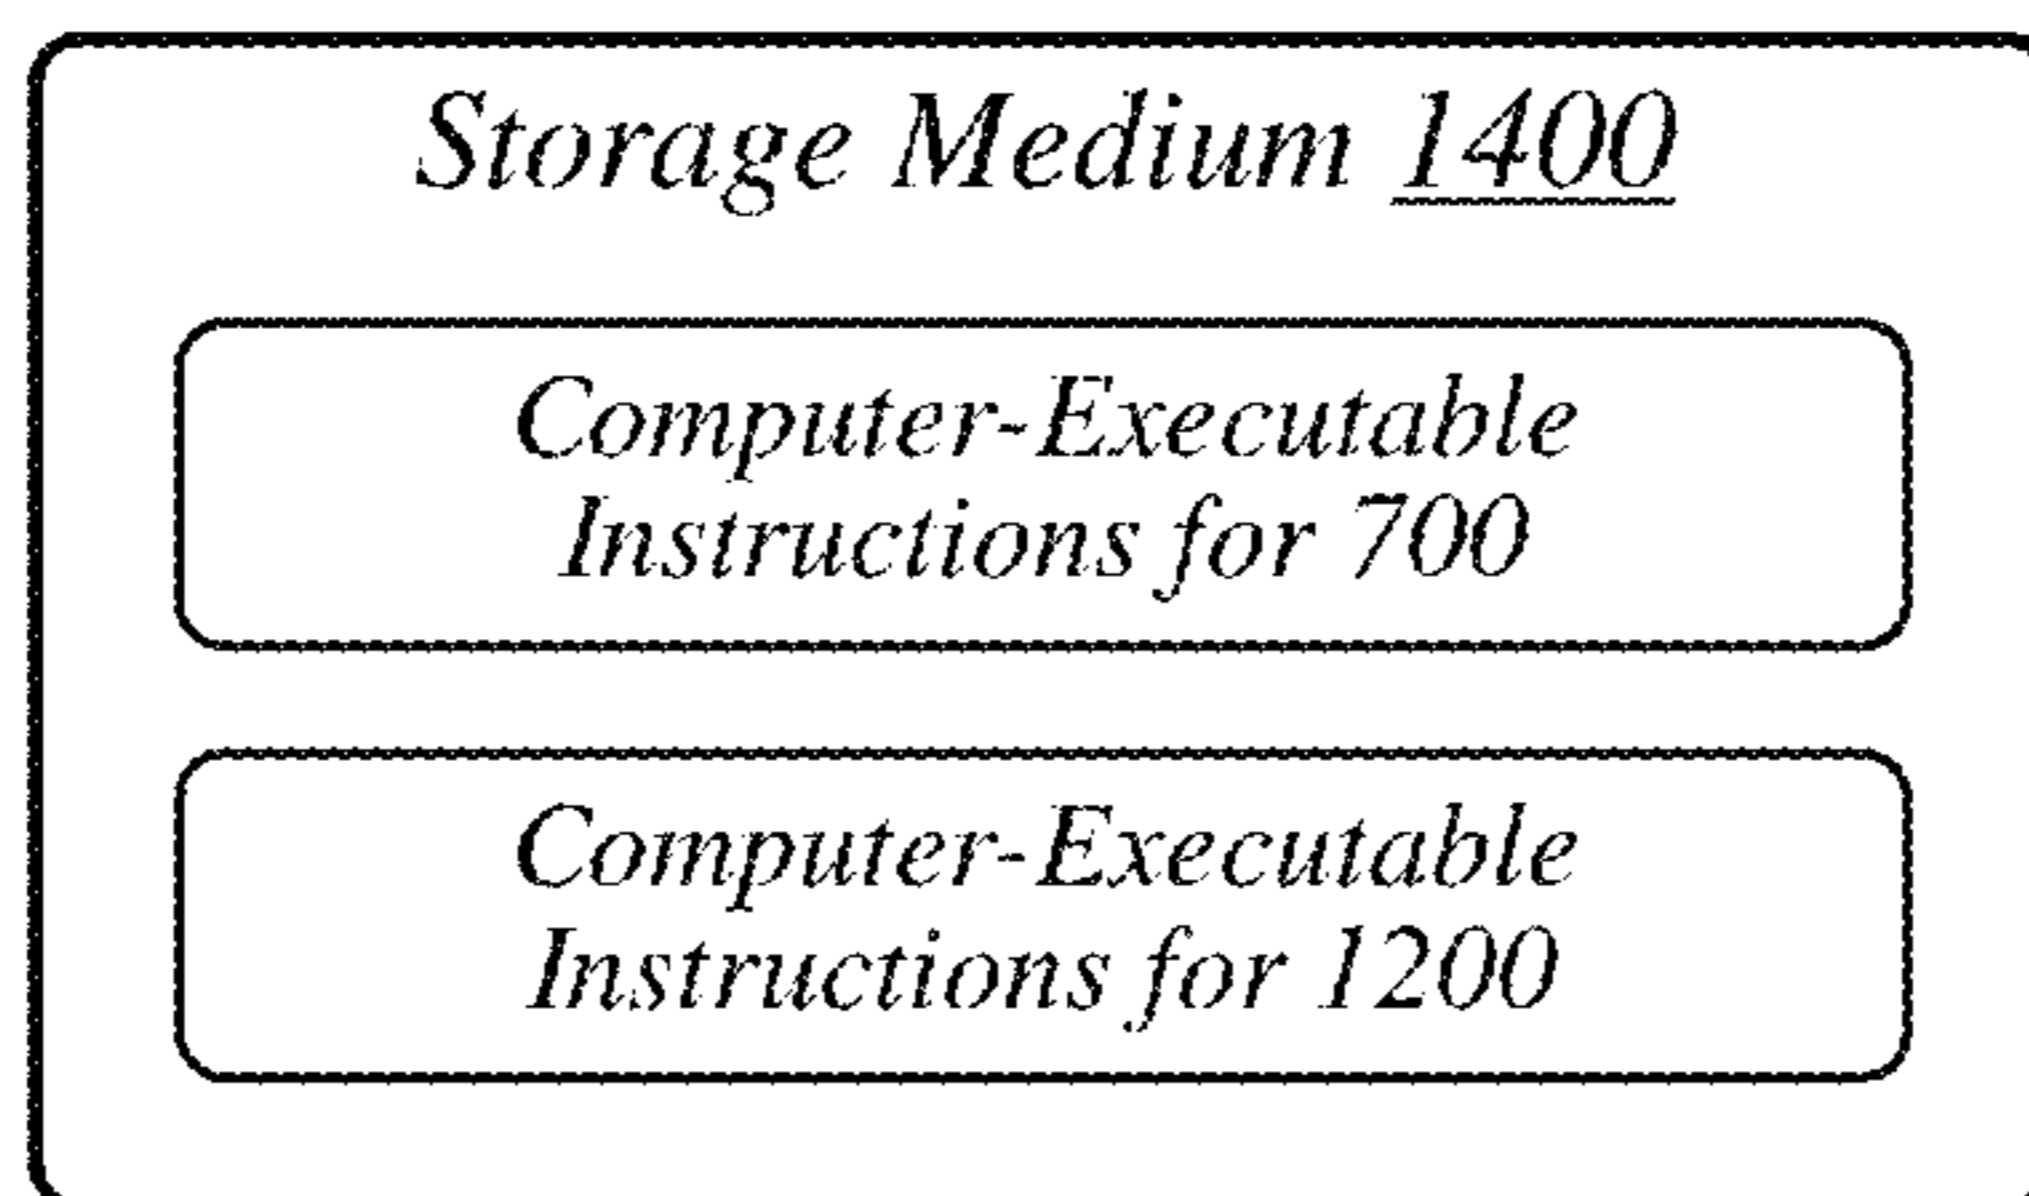 Storage Medium 1400
Computer-Executable
Instructions for 700
Computer-Executable
Instructions for 1200